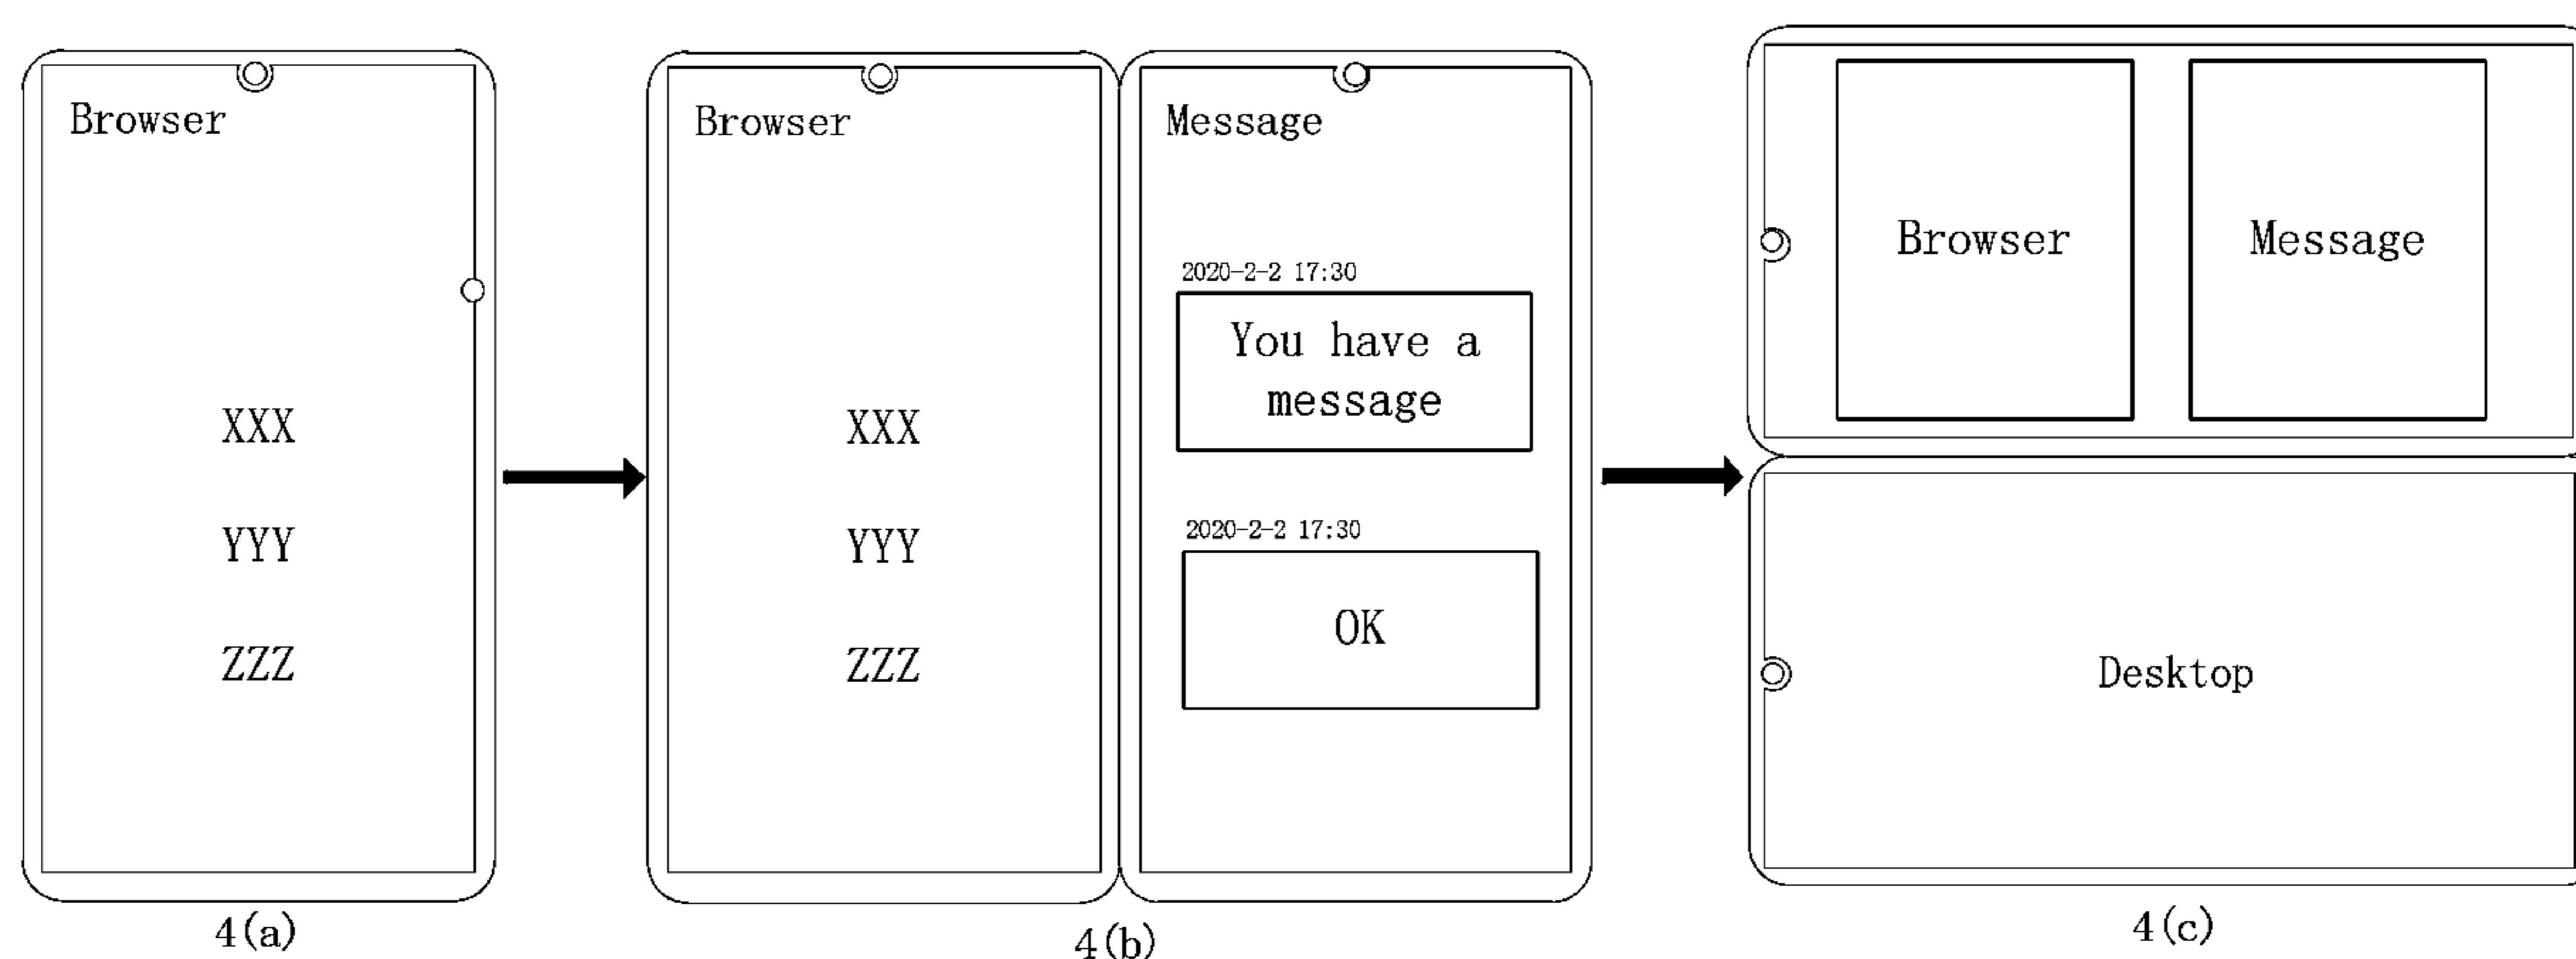 Browser
XXX
YYY
ZZZ
4(a)
Browser
XXX
YYY
ZZZ
Message
2020-2-2 17:30
You have a
message
2020-2-2 17:30
OK
4(b)
Browser
Message
Desktop
4(c)